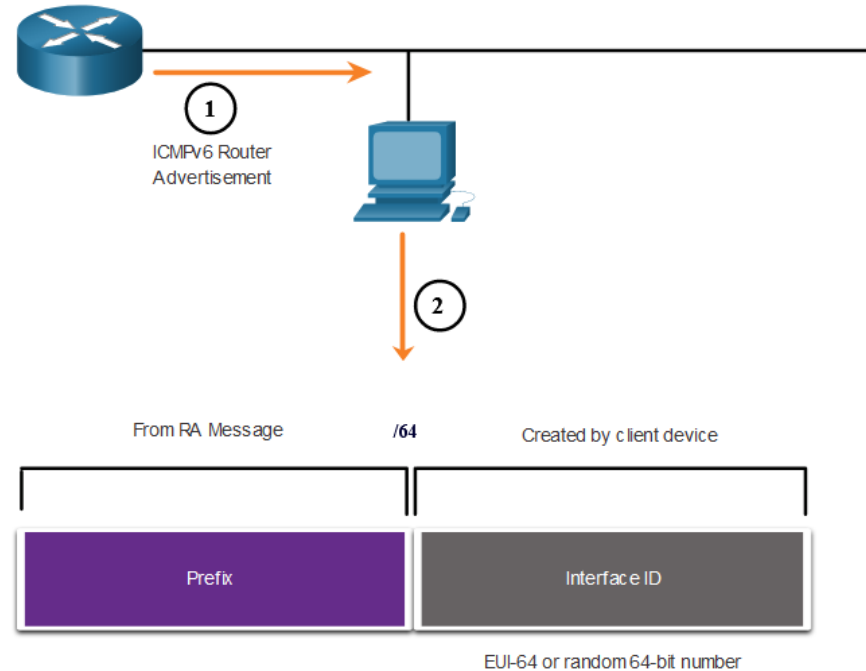 1
ICMPv6 Router
Advertisement
2
From RA Message
/64
Created by client device
Prefix
Interface ID
EUI-64 or random 64-bit number